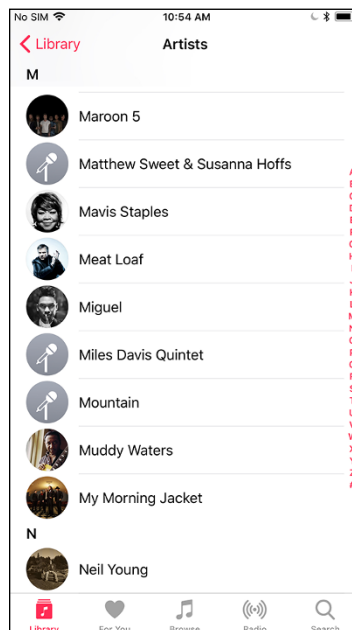 No SIM 10:54 AM
Library Artists
M
Maroon 5
Matthew Sweet & Susanna Hoffs
Mavis Staples
Meat Loaf
Miguel
Miles Davis Quintet
Mountain
Muddy Waters
My Morning Jacket
N
Neil Young
Library For You Browse Radio Search